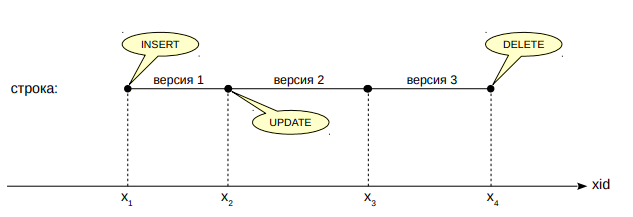 INSERT
DELETE
версия 1
версия 2
версия 3
строка:
UPDATE
xid
x1
x2
x3
x4